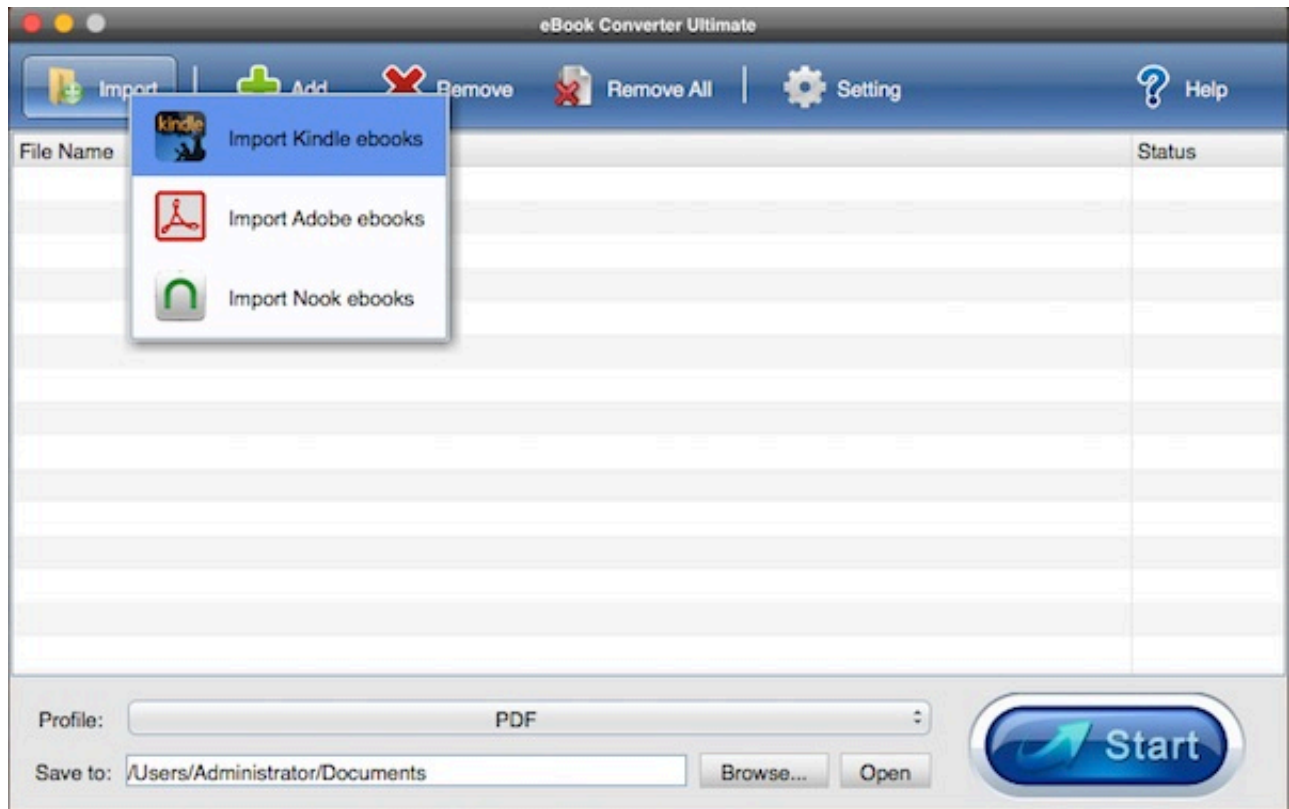 eBook Converter Ultimate
Import Add Remove Remove All Setting Help
File Name Status
kindle
Import Kindle ebooks
Import Adobe ebooks
Import Nook ebooks
Profile: PDF
Save to: /Users/Administrator/Documents Browse... Open
Start